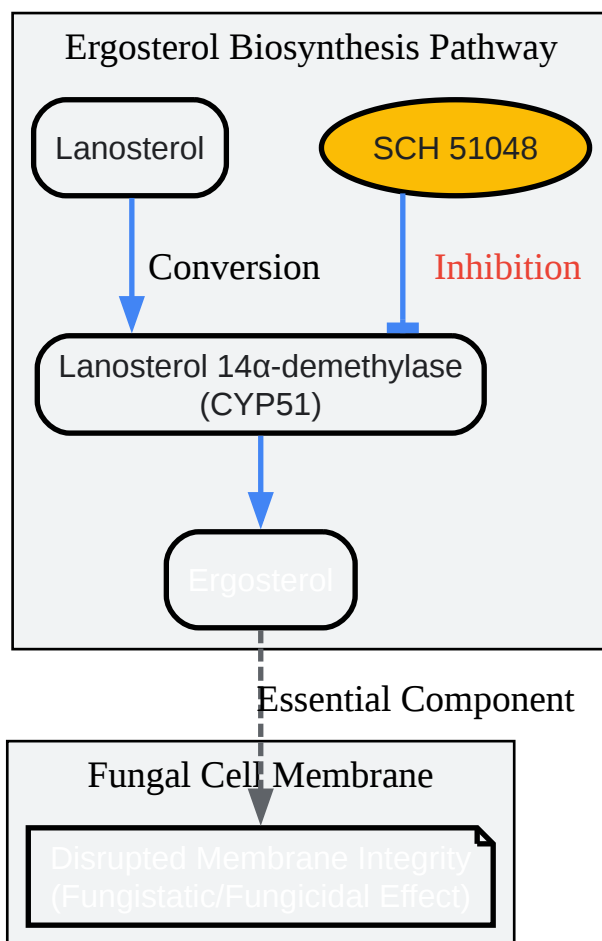 Ergosterol Biosynthesis Pathway
Lanosterol
SCH 51048
Conversion
Inhibition
Lanosterol 14α-demethylase
(CYP51)
Ergosterol
Essential Component
Fungal Cell Membrane
Disrupted Membrane Integrity
(Fungistatic/Fungicidal Effect)